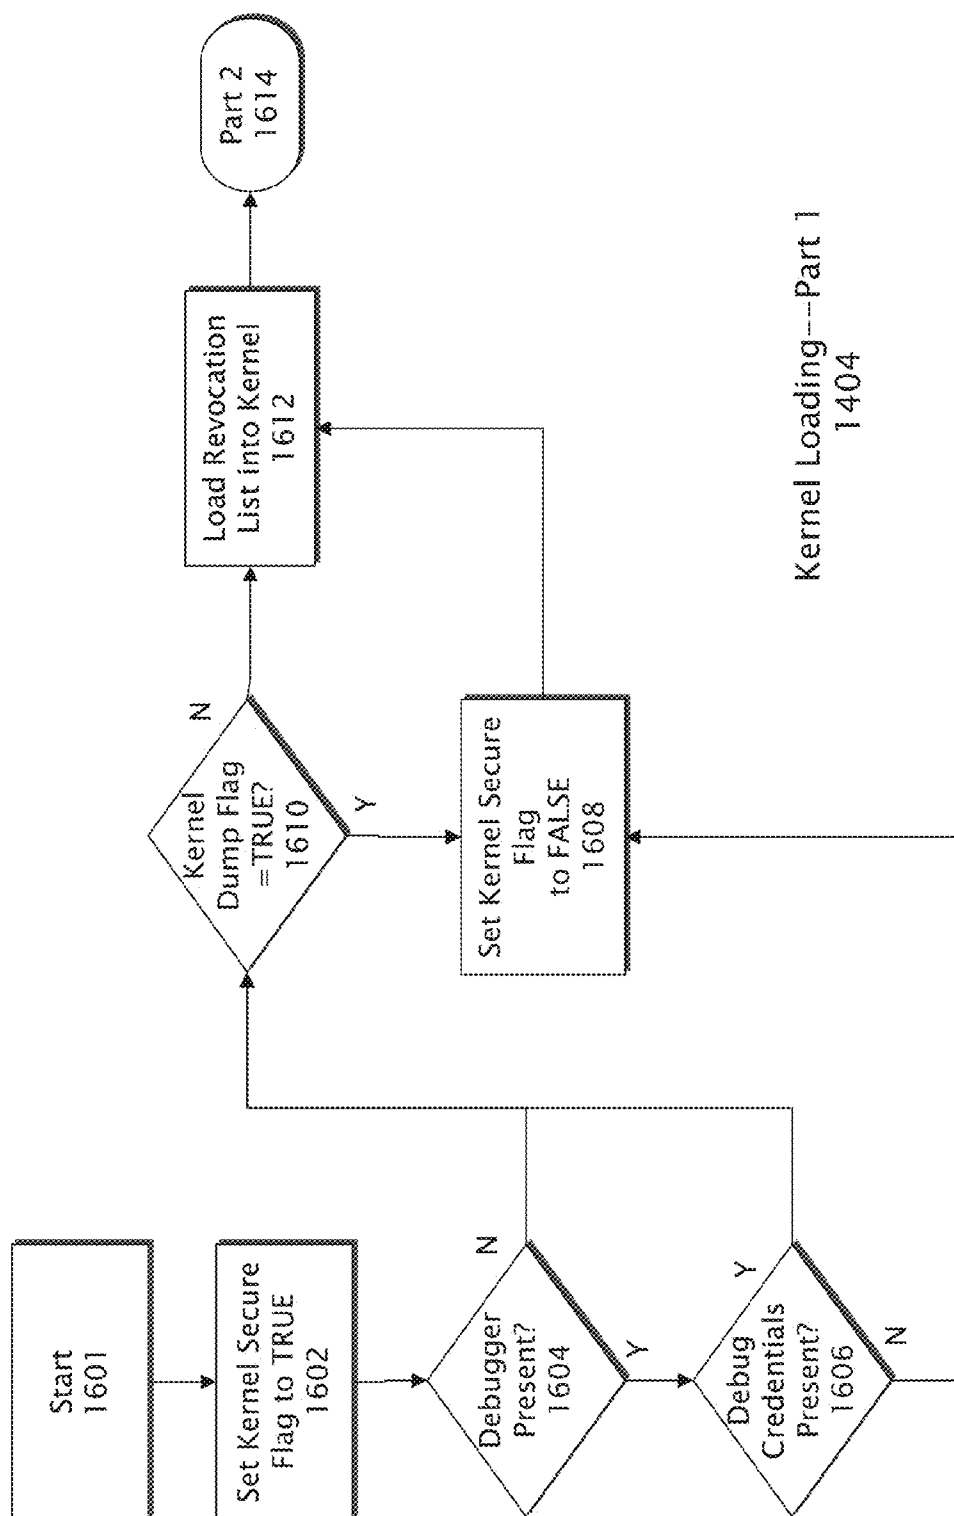 Start
1601
Set Kernel Secure
Flag to TRUE
1602
Debugger
Present?
1604
N
Y
Debug
Credentials
Present?
1606
Y
N
Kernel
Dump Flag
=TRUE?
1610
N
Y
Set Kernel Secure
Flag
to FALSE
1608
Load Revocation
List into Kernel
1612
Part 2
1614
Kernel Loading---Part 1
1404